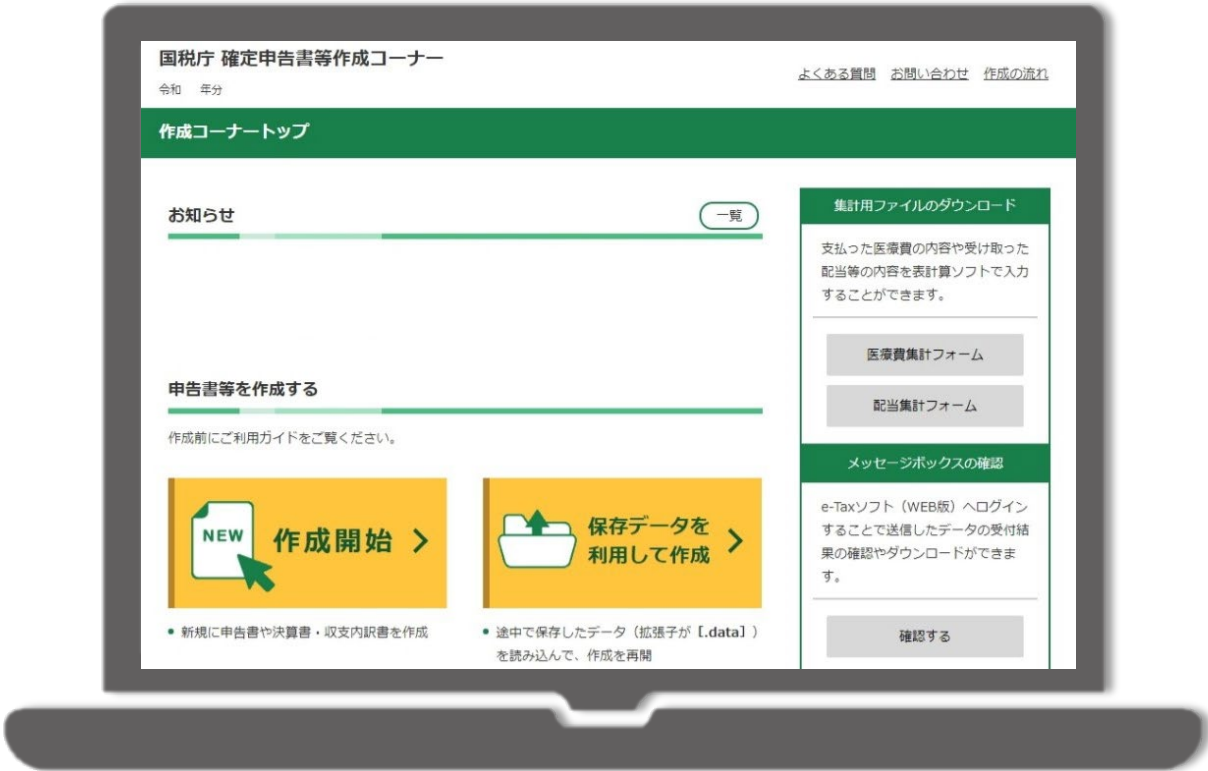 国税庁 確定申告書等作成コーナー
令和　年分
よくある質問 お問い合わせ 作成の流れ
作成コーナートップ
お知らせ
一覧
申告書等を作成する
作成前にご利用ガイドをご覧ください。
NEW
作成開始
• 新規に申告書や決算書・収支内訳書を作成
保存データを
利用して作成
• 途中で保存したデータ（拡張子が【.data】）
を読み込んで、作成を再開
集計用ファイルのダウンロード
支払った医療費の内容や受け取った
配当等の内容を表計算ソフトで入力
することができます。
医療費集計フォーム
配当集計フォーム
メッセージボックスの確認
e-Taxソフト（WEB版）へログイン
することで送信したデータの受付結
果の確認やダウンロードができま
す。
確認する